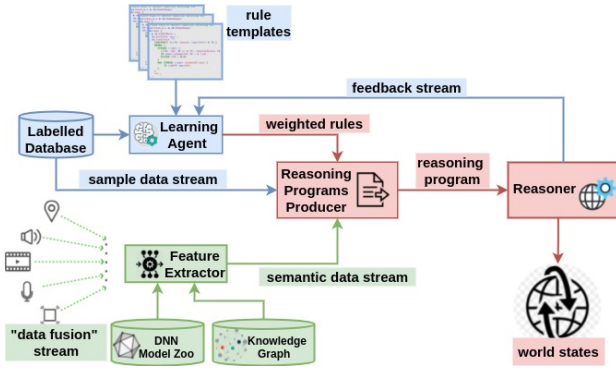 rule
templates
feedback stream
Labelled
Database
Learning
Agent
weighted rules
sample data stream
Reasoning
Programs
Producer
reasoning
program
Reasoner
Feature
Extractor
semantic data stream
"data fusion"
stream
DNN
Model Zoo
Knowledge
Graph
world states